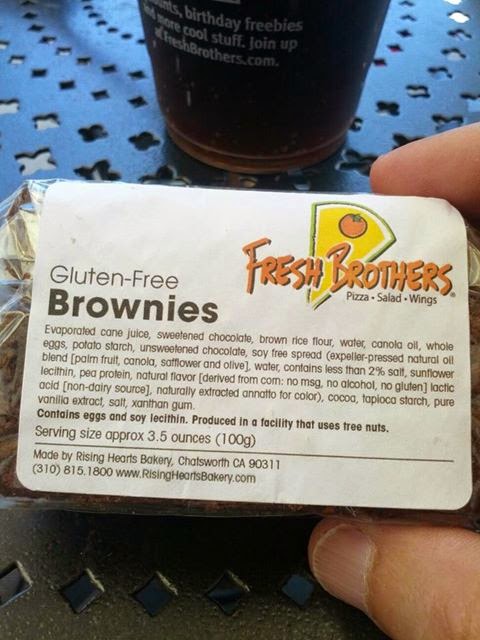 birthday freebies
more cool stuff. Join up
FreshBrothers.com.
FRESH BROTHERS
Pizza • Salad • Wings
Gluten-Free
Brownies
Evaporated cane juice, sweetened chocolate, brown rice flour, water, canola oil, whole
eggs, potato starch, unsweetened chocolate, soy free spread (expeller-pressed natural oil
blend [palm fruit, canola, safflower and olive], water, contains less than 2% salt, sunflower
lecithin, pea protein, natural flavor [derived from corn: no msg, no alcohol, no gluten] lactic
acid [non-dairy source], naturally extracted annatto for color), cocoa, tapioca starch, pure
vanilla extract, salt, xanthan gum.
Contains eggs and soy lecithin. Produced in a facility that uses tree nuts.
Serving size approx 3.5 ounces (100g)
Made by Rising Hearts Bakery, Chatsworth CA 90311
(310) 815.1800 www.RisingHeartsBakery.com